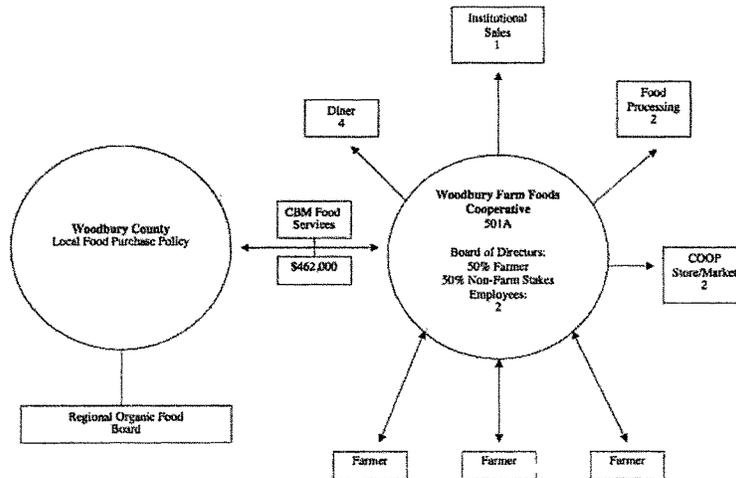 Institutional
Sales
1
Diner
4
Food
Processing
2
Woodbury County
Local Food Purchase Policy
CBM Food
Services
$462,000
Woodbury Farm Foods
Cooperative
501A
Board of Directors:
50% Farmer
50% Non-Farm Stakes
Employees:
2
COOP
Store/Market
2
Regional Organic Food
Board
Farmer
Farmer
Farmer